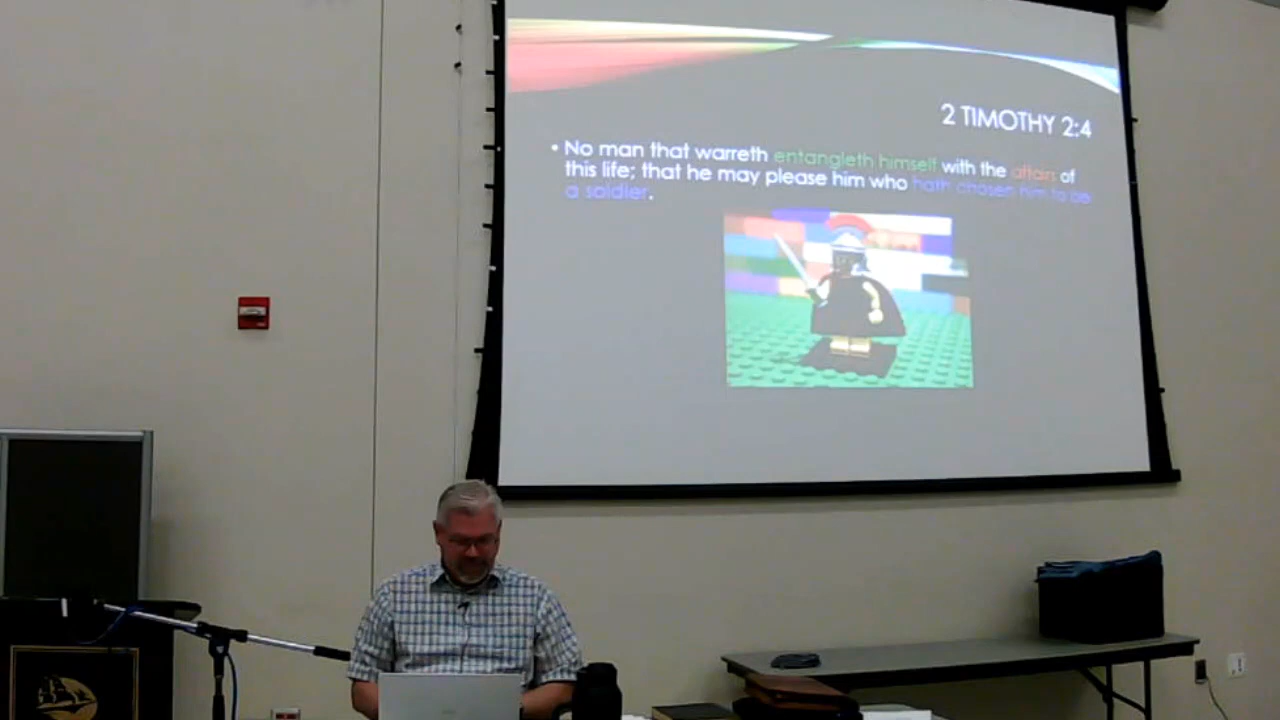 2 TIMOTHY 2:4
• No man that warreth entangleth himself with the affairs of
this life; that he may please him who hath chosen him to be
a soldier.